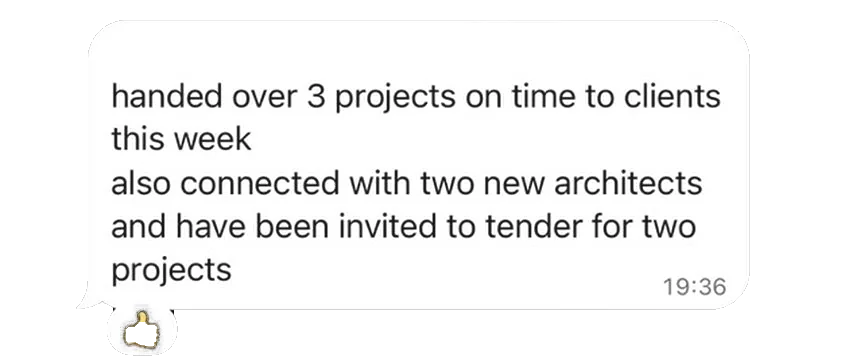 handed over 3 projects on time to clients
this week
also connected with two new architects
and have been invited to tender for two
projects
19:36